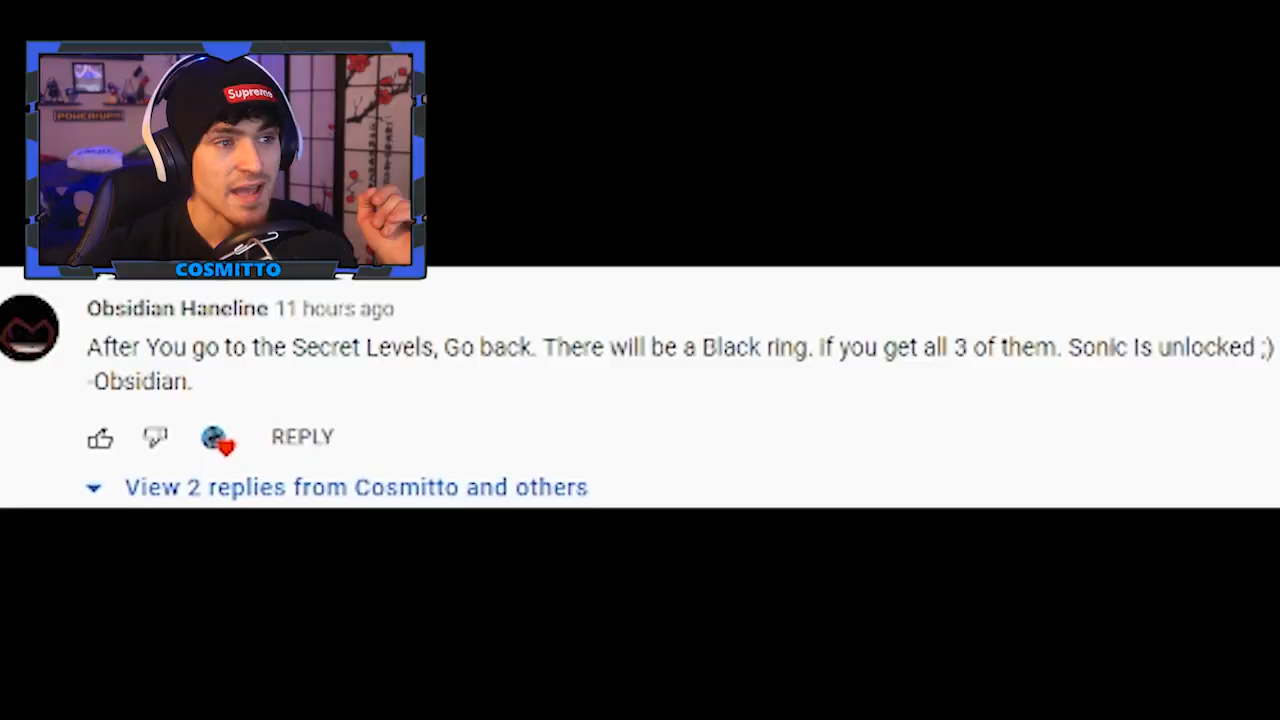 Supreme
POWER UP!!
COSMITTO
Obsidian Haneline 11 hours ago
After You go to the Secret Levels, Go back. There will be a Black ring. If you get all 3 of them. Sonic Is unlocked ;)
-Obsidian.
REPLY
View 2 replies from Cosmitto and others